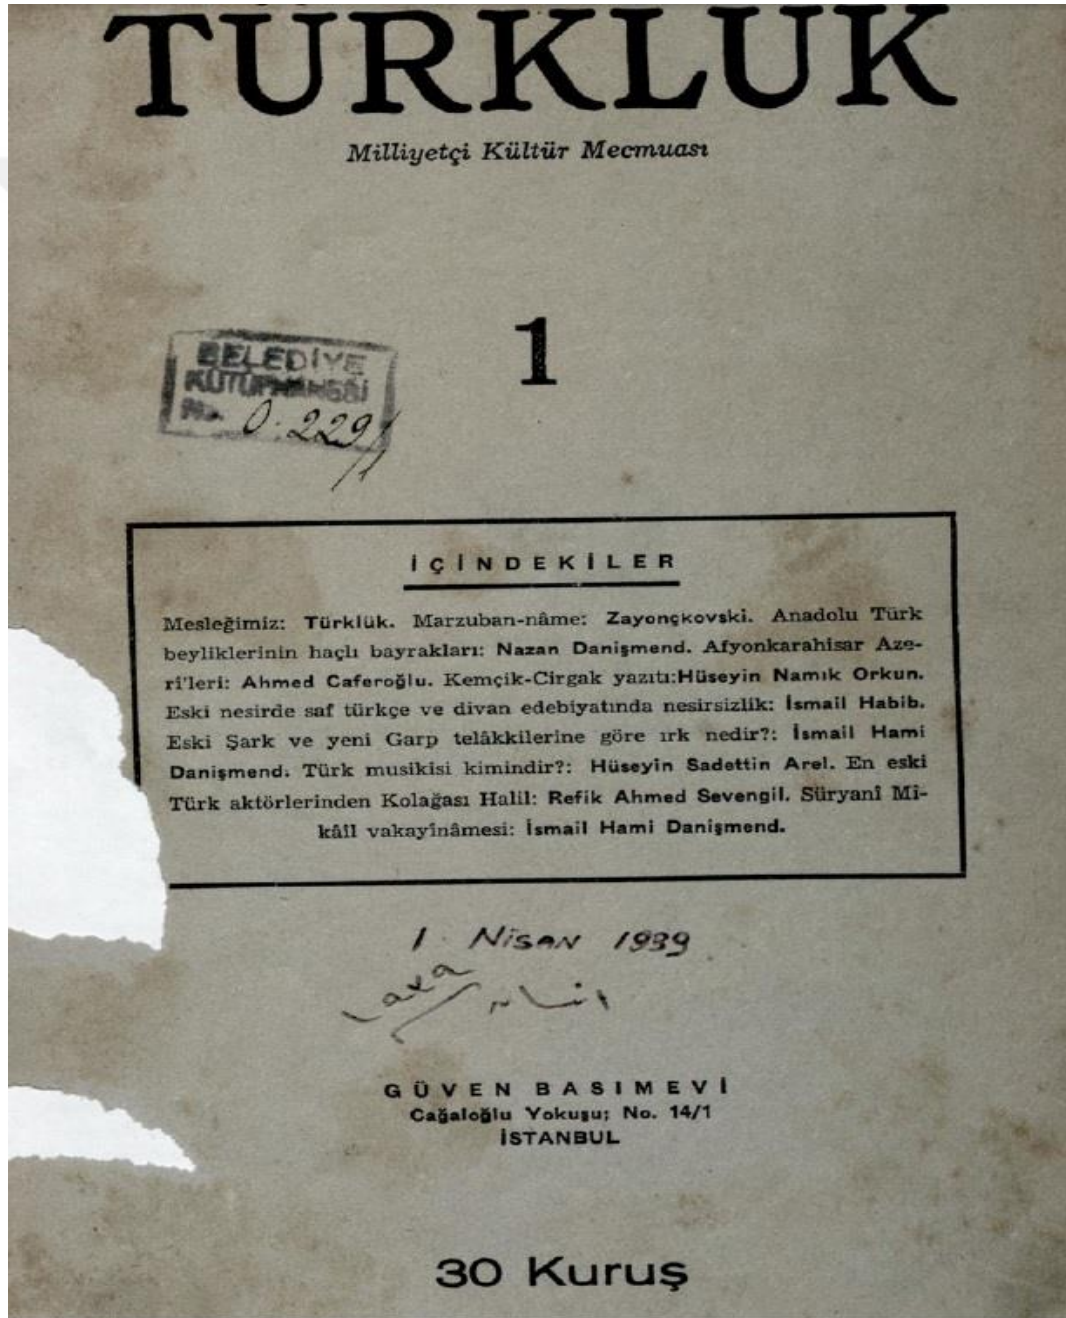 TÜRKLÜK
Milliyetçi Kültür Mecmuası
1
BELEDİYE
KÜTÜPHANESİ
No. 0.229/1
İÇİNDEKİLER
Mesleğimiz: Türklük. Marzuban-nâme: Zayonçkovski. Anadolu Türk
beyliklerinin haçlı bayrakları: Nazan Danişmend. Afyonkarahisar Aze-
ri'leri: Ahmed Caferoğlu. Kemçik-Cirgak yazıtı:Hüseyin Namık Orkun.
Eski nesirde saf türkçe ve divan edebiyatında nesirsizlik: İsmail Habib.
Eski Şark ve yeni Garp telâkkilerine göre ırk nedir?: İsmail Hami
Danişmend. Türk musikisi kimindir?: Hüseyin Sadettin Arel. En eski
Türk aktörlerinden Kolağası Halil: Refik Ahmed Sevengil. Süryanî Mi-
kâil vakayînâmesi: İsmail Hami Danişmend.
1 Nisan 1939
GÜVEN BASIMEVİ
Cağaloğlu Yokuşu; No. 14/1
İSTANBUL
30 Kuruş